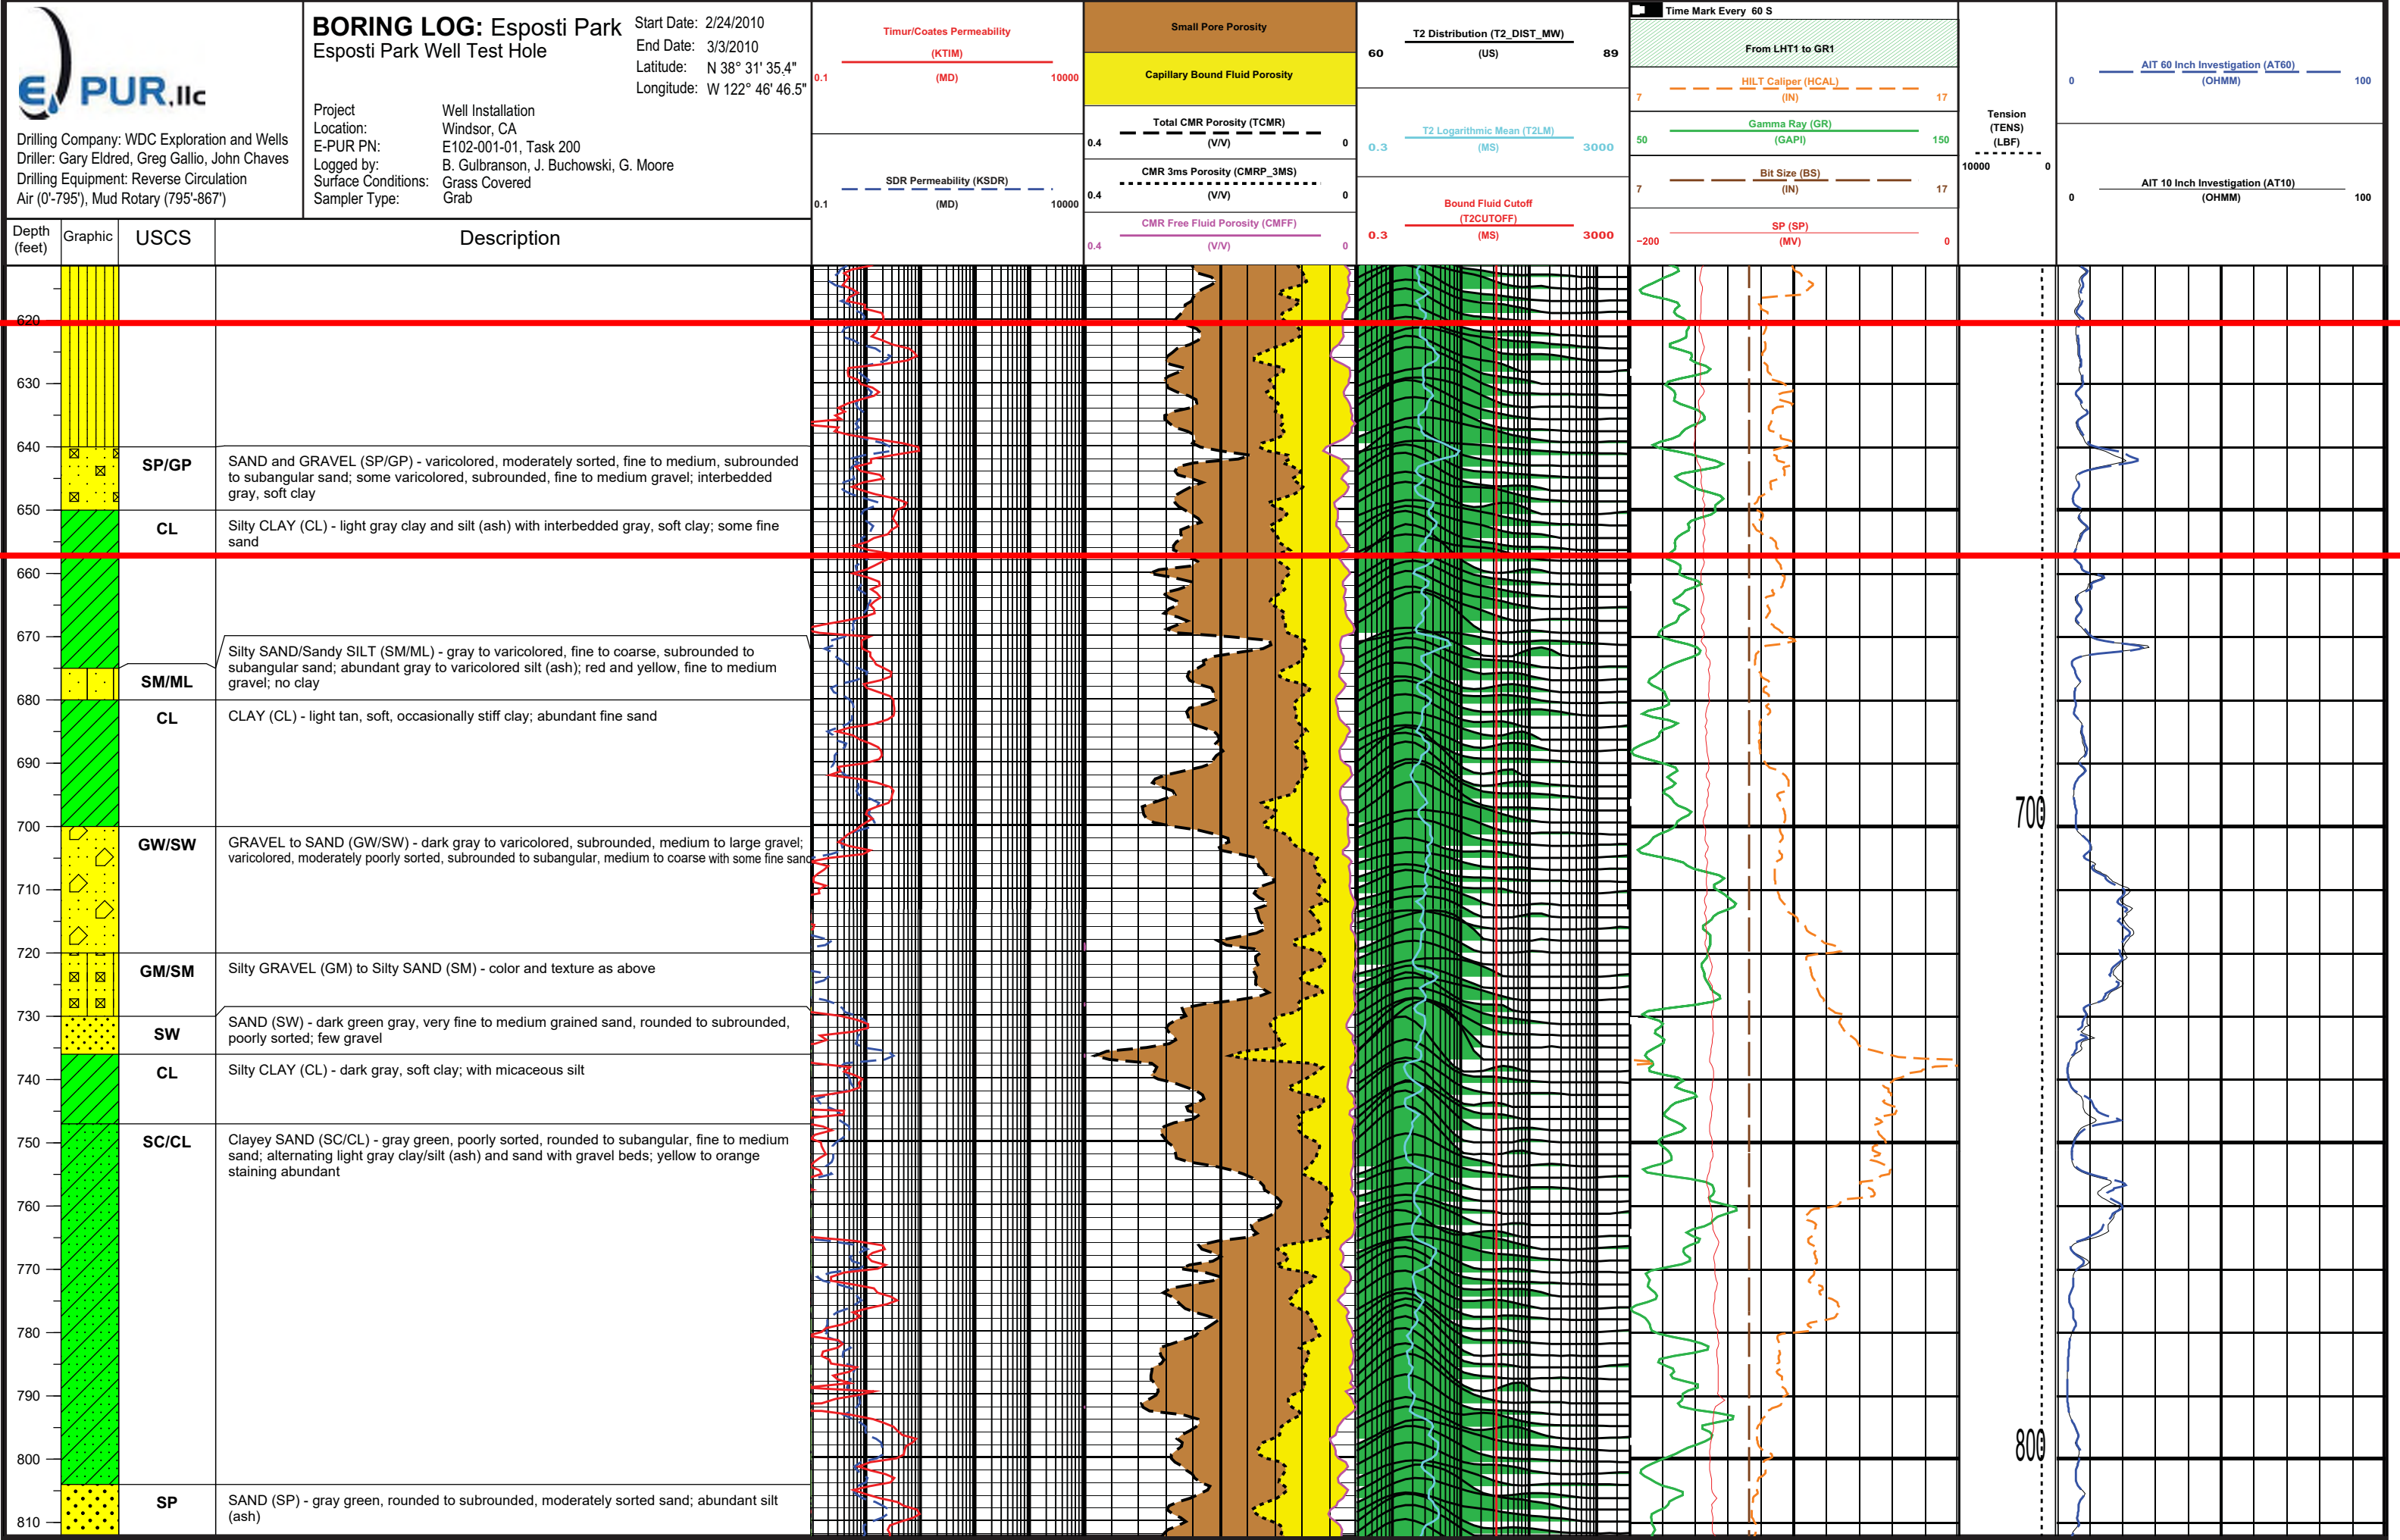 E PUR,llc
Drilling Company: WDC Exploration and Wells
Driller: Gary Eldred, Greg Gallio, John Chaves
Drilling Equipment: Reverse Circulation
Air (0'-795'), Mud Rotary (795'-867')
BORING LOG: Esposti Park
Esposti Park Well Test Hole
Start Date: 2/24/2010
End Date: 3/3/2010
Latitude: N 38° 31' 35.4"
Longitude: W 122° 46' 46.5"
Project Well Installation
Location: Windsor, CA
E-PUR PN: E102-001-01, Task 200
Logged by: B. Gulbranson, J. Buchowski, G. Moore
Surface Conditions: Grass Covered
Sampler Type: Grab
Depth
(feet)
Graphic
USCS
Description
Timur/Coates Permeability
(KTIM)
0.1 (MD) 10000
SDR Permeability (KSDR)
0.1 (MD) 10000
Small Pore Porosity
Capillary Bound Fluid Porosity
Total CMR Porosity (TCMR)
0.4 (V/V) 0
CMR 3ms Porosity (CMRP_3MS)
0.4 (V/V) 0
CMR Free Fluid Porosity (CMFF)
0.4 (V/V) 0
T2 Distribution (T2_DIST_MW)
60 (US) 89
T2 Logarithmic Mean (T2LM)
0.3 (MS) 3000
Bound Fluid Cutoff
(T2CUTOFF)
0.3 (MS) 3000
Time Mark Every 60 S
From LHT1 to GR1
HILT Caliper (HCAL)
7 (IN) 17
Gamma Ray (GR)
50 (GAPI) 150
Bit Size (BS)
7 (IN) 17
SP (SP)
-200 (MV) 0
Tension
(TENS)
(LBF)
10000 0
AIT 60 Inch Investigation (AT60)
0 (OHMM) 100
AIT 10 Inch Investigation (AT10)
0 (OHMM) 100
620
630
640
SP/GP
SAND and GRAVEL (SP/GP) - varicolored, moderately sorted, fine to medium, subrounded
to subangular sand; some varicolored, subrounded, fine to medium gravel; interbedded
gray, soft clay
650
CL
Silty CLAY (CL) - light gray clay and silt (ash) with interbedded gray, soft clay; some fine
sand
660
670
Silty SAND/Sandy SILT (SM/ML) - gray to varicolored, fine to coarse, subrounded to
subangular sand; abundant gray to varicolored silt (ash); red and yellow, fine to medium
gravel; no clay
SM/ML
680
CL
CLAY (CL) - light tan, soft, occasionally stiff clay; abundant fine sand
690
700
700
GW/SW
GRAVEL to SAND (GW/SW) - dark gray to varicolored, subrounded, medium to large gravel;
varicolored, moderately poorly sorted, subrounded to subangular, medium to coarse with some fine sand
710
720
GM/SM
Silty GRAVEL (GM) to Silty SAND (SM) - color and texture as above
730
SW
SAND (SW) - dark green gray, very fine to medium grained sand, rounded to subrounded,
poorly sorted; few gravel
CL
Silty CLAY (CL) - dark gray, soft clay; with micaceous silt
740
750
SC/CL
Clayey SAND (SC/CL) - gray green, poorly sorted, rounded to subangular, fine to medium
sand; alternating light gray clay/silt (ash) and sand with gravel beds; yellow to orange
staining abundant
760
770
780
790
800
800
SP
SAND (SP) - gray green, rounded to subrounded, moderately sorted sand; abundant silt
(ash)
810